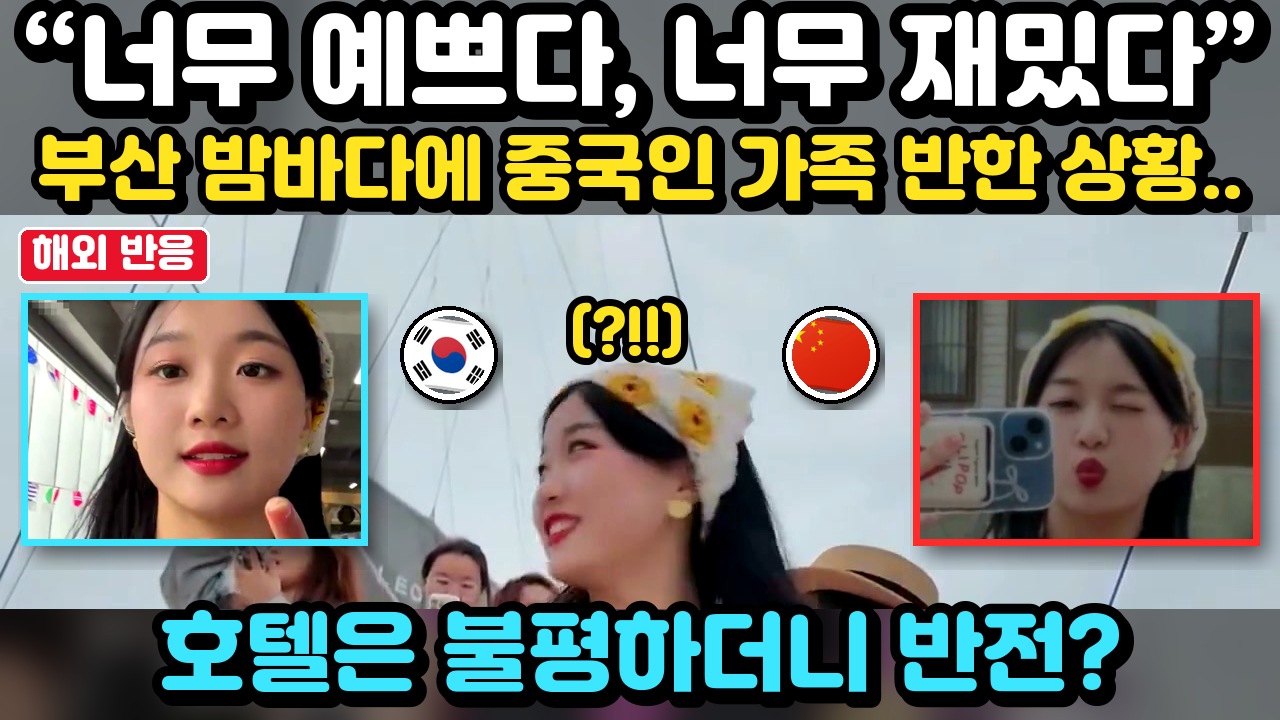 “너무 예쁘다, 너무 재밌다”
부산 밤바다에 중국인 가족 반한 상황..
해외 반응
(?!!)
LEO
호텔은 불평하더니 반전?